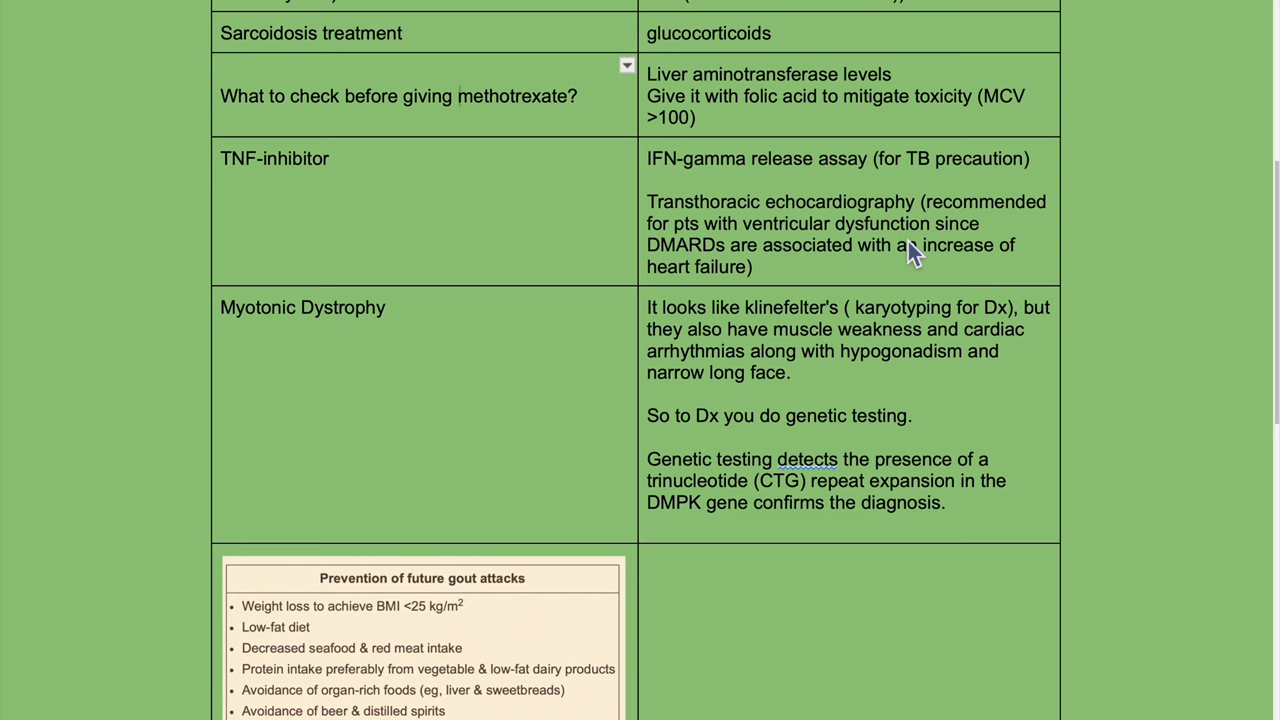 Sarcoidosis treatment
glucocorticoids
What to check before giving methotrexate?
Liver aminotransferase levels
Give it with folic acid to mitigate toxicity (MCV
>100)
TNF-inhibitor
IFN-gamma release assay (for TB precaution)
Transthoracic echocardiography (recommended
for pts with ventricular dysfunction since
DMARDs are associated with an increase of
heart failure)
Myotonic Dystrophy
It looks like klinefelter's ( karyotyping for Dx), but
they also have muscle weakness and cardiac
arrhythmias along with hypogonadism and
narrow long face.
So to Dx you do genetic testing.
Genetic testing detects the presence of a
trinucleotide (CTG) repeat expansion in the
DMPK gene confirms the diagnosis.
Prevention of future gout attacks
• Weight loss to achieve BMI <25 kg/m²
• Low-fat diet
• Decreased seafood & red meat intake
• Protein intake preferably from vegetable & low-fat dairy products
• Avoidance of organ-rich foods (eg, liver & sweetbreads)
• Avoidance of beer & distilled spirits